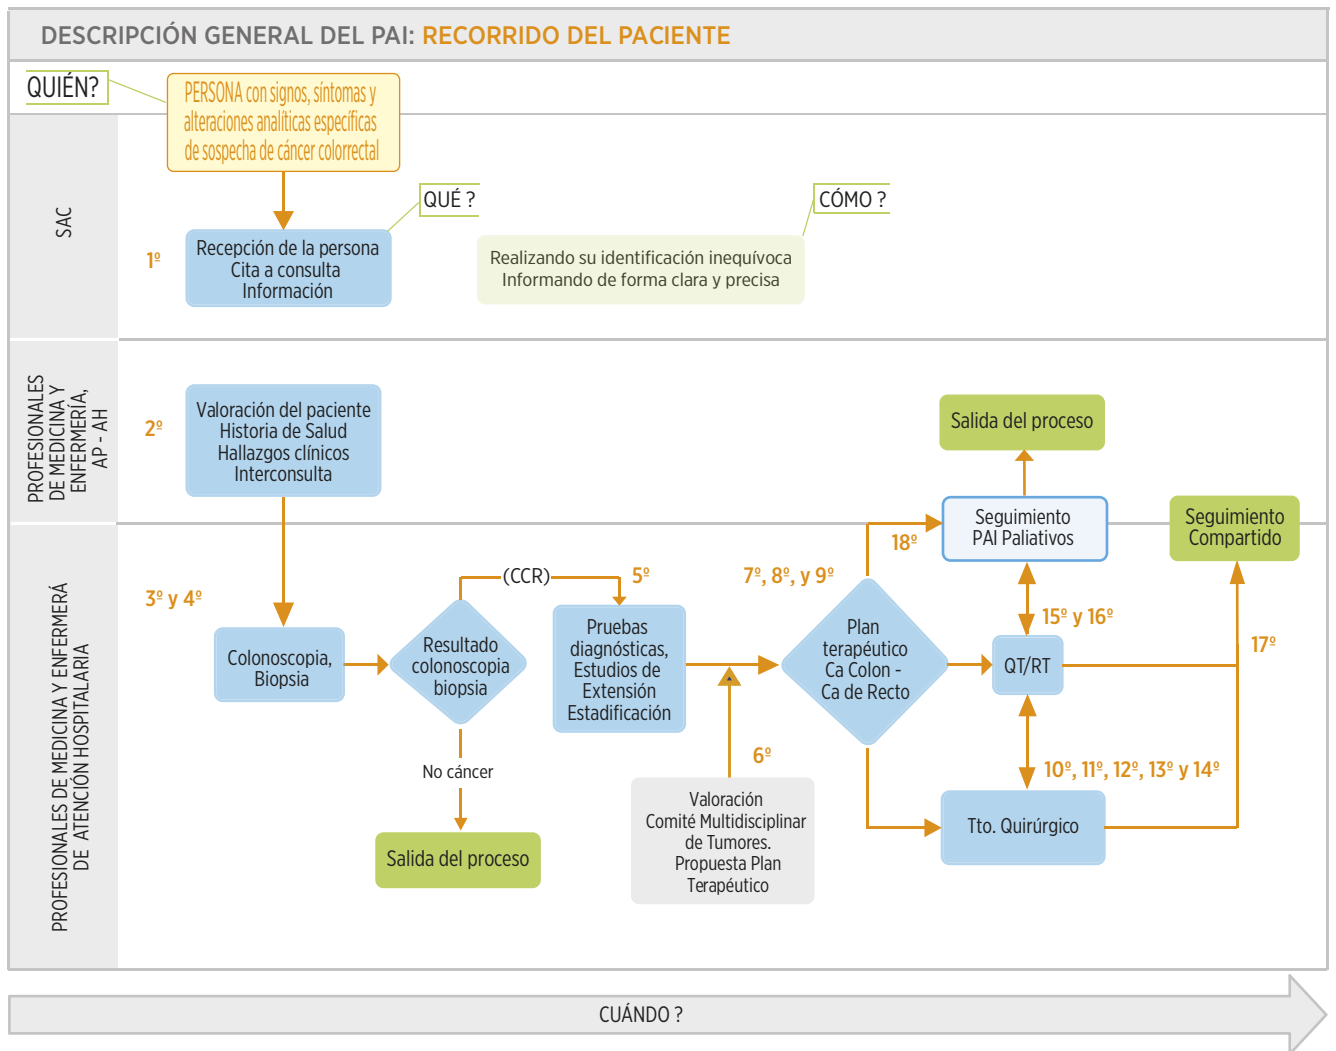 DESCRIPCIÓN GENERAL DEL PAI: RECORRIDO DEL PACIENTE
QUIÉN?
PERSONA con signos, síntomas y
alteraciones analíticas específicas
de sospecha de cáncer colorrectal
SAC
QUÉ ?
CÓMO ?
1º
Recepción de la persona
Cita a consulta
Información
Realizando su identificación inequívoca
Informando de forma clara y precisa
PROFESIONALES
DE MEDICINA Y
ENFERMERÍA,
AP - AH
2º
Valoración del paciente
Historia de Salud
Hallazgos clínicos
Interconsulta
Salida del proceso
Seguimiento
PAI Paliativos
Seguimiento
Compartido
PROFESIONALES DE MEDICINA Y ENFERMERÁ
DE ATENCIÓN HOSPITALARIA
3º y 4º
Colonoscopia,
Biopsia
Resultado
colonoscopia
biopsia
(CCR)
5º
Pruebas
diagnósticas,
Estudios de
Extensión
Estadificación
No cáncer
Salida del proceso
6º
Valoración
Comité Multidisciplinar
de Tumores.
Propuesta Plan
Terapéutico
7º, 8º, y 9º
Plan
terapéutico
Ca Colon -
Ca de Recto
18º
15º y 16º
QT/RT
17º
10º, 11º, 12º, 13º y 14º
Tto. Quirúrgico
CUÁNDO ?